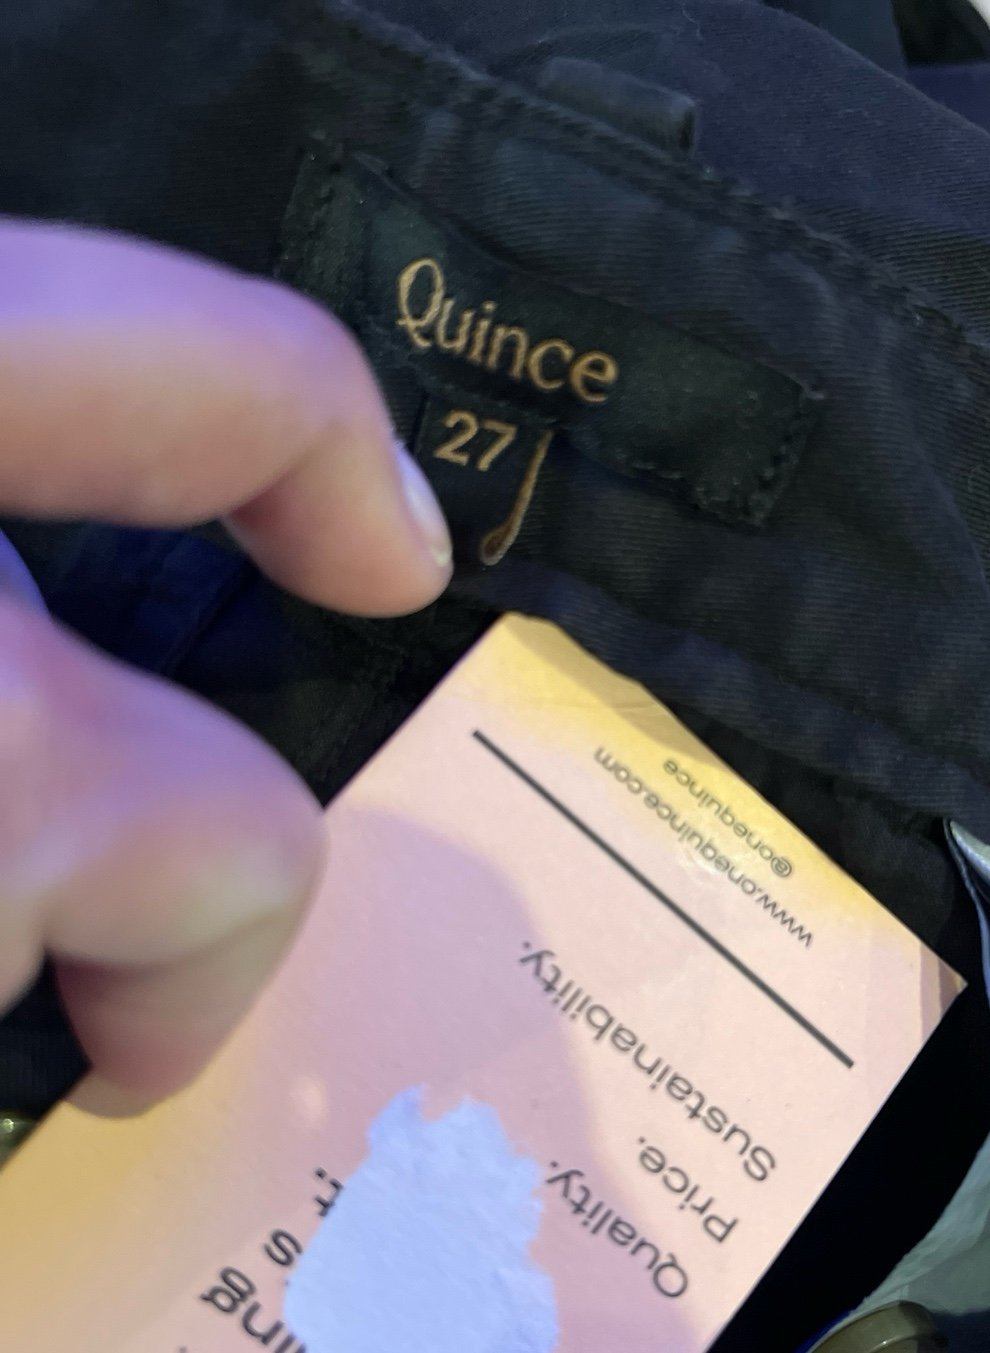 Quince
27
Quality.
Price.
Sustainability.
www.onequince.com
@onequince